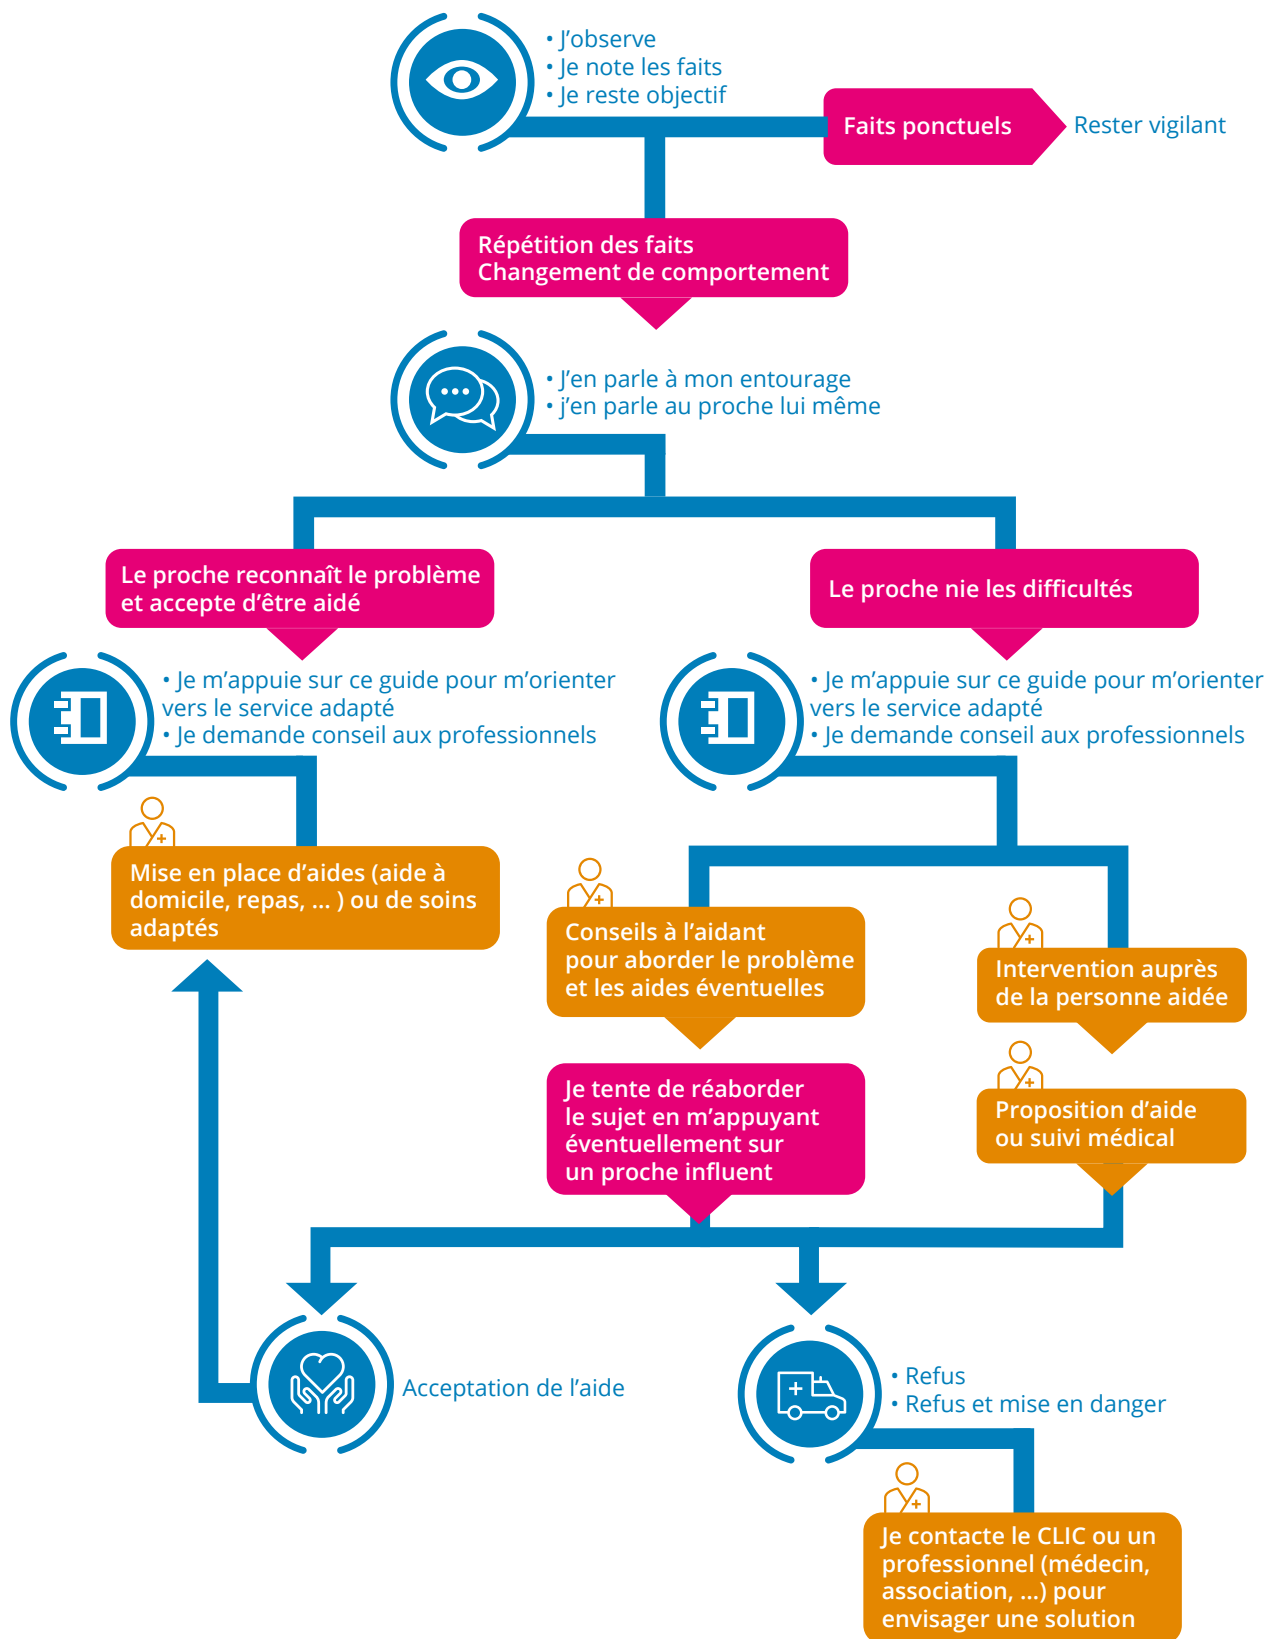 • J’observe
• Je note les faits
• Je reste objectif
Faits ponctuels
Rester vigilant
Répétition des faits
Changement de comportement
• J’en parle à mon entourage
• j’en parle au proche lui même
Le proche reconnaît le problème
et accepte d’être aidé
Le proche nie les difficultés
• Je m’appuie sur ce guide pour m’orienter
vers le service adapté
• Je demande conseil aux professionnels
• Je m’appuie sur ce guide pour m’orienter
vers le service adapté
• Je demande conseil aux professionnels
Mise en place d’aides (aide à
domicile, repas, ... ) ou de soins
adaptés
Conseils à l’aidant
pour aborder le problème
et les aides éventuelles
Intervention auprès
de la personne aidée
Je tente de réaborder
le sujet en m’appuyant
éventuellement sur
un proche influent
Proposition d’aide
ou suivi médical
Acceptation de l’aide
• Refus
• Refus et mise en danger
Je contacte le CLIC ou un
professionnel (médecin,
association, ...) pour
envisager une solution